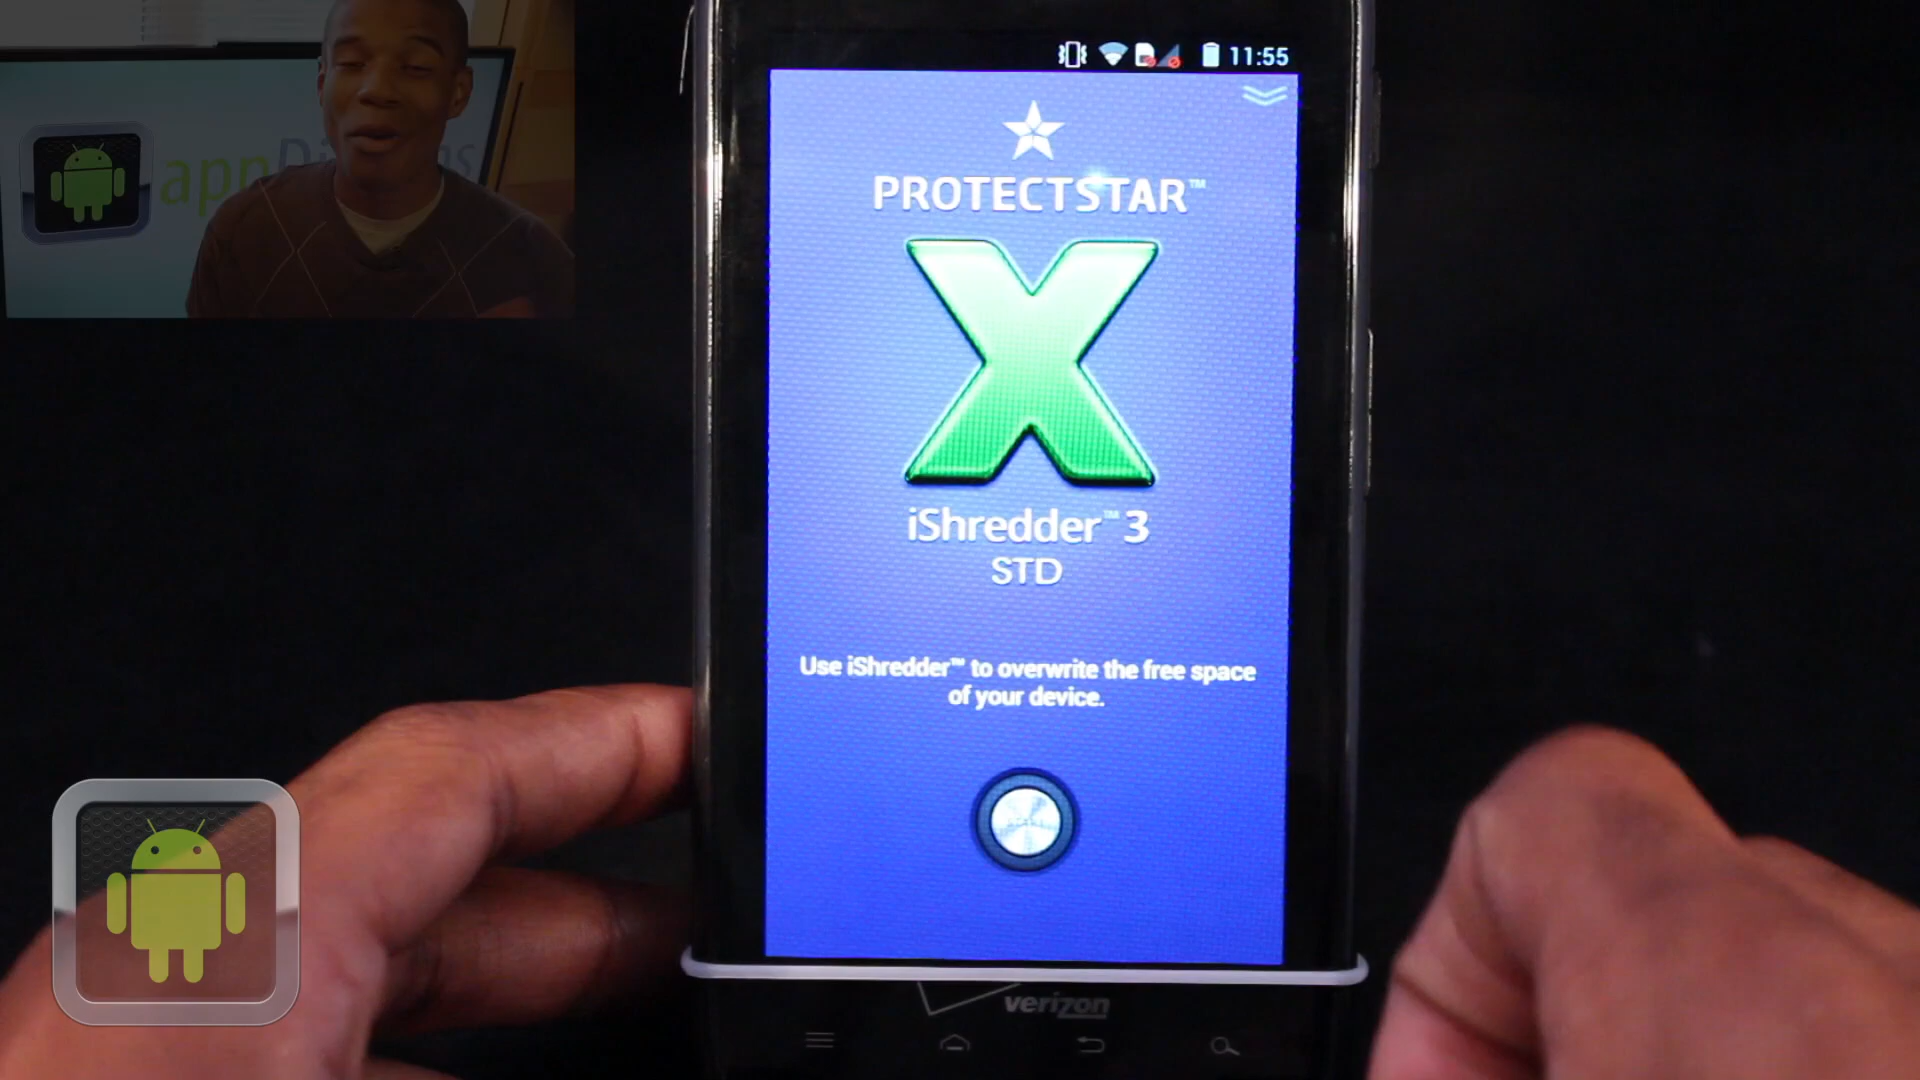 11:55
PROTECTSTAR™
X
iShredder™ 3
STD
Use iShredder™ to overwrite the free space
of your device.
verizon